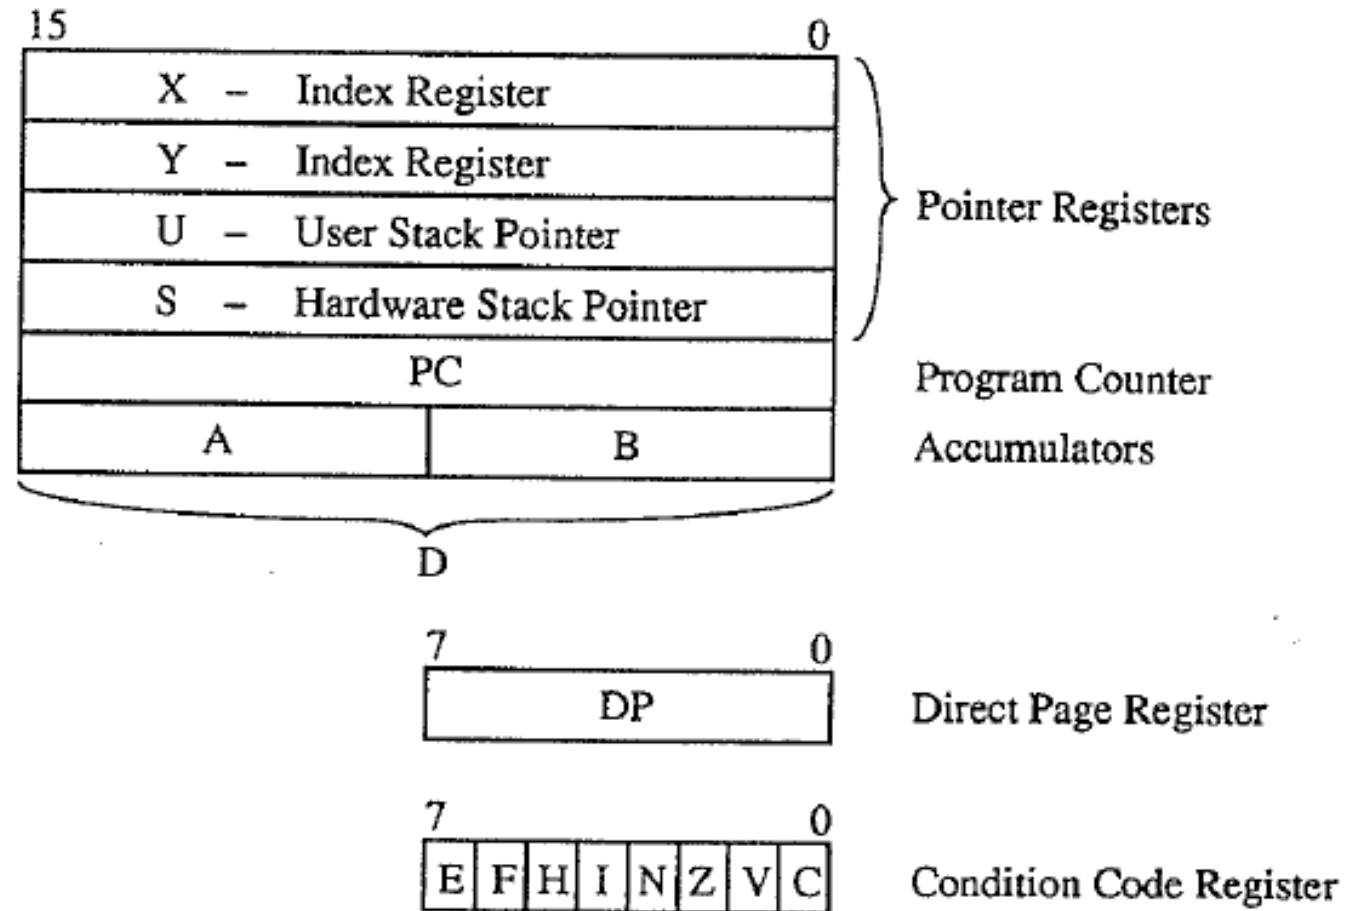 15 0
X – Index Register
Y – Index Register
U – User Stack Pointer
S – Hardware Stack Pointer
Pointer Registers
PC Program Counter
A B Accumulators
D
7 0
DP Direct Page Register
7 0
E F H I N Z V C Condition Code Register